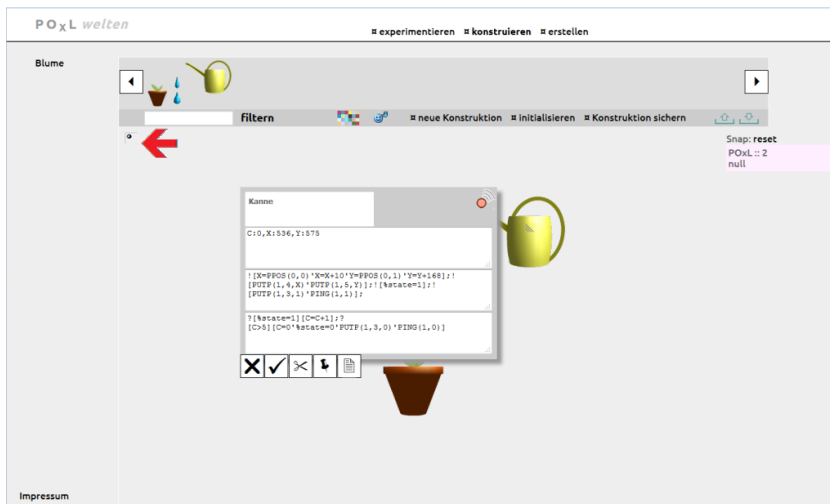 POXL welten
¤ experimentieren ¤ konstruieren ¤ erstellen
Blume
filtern
¤ neue Konstruktion ¤ initialisieren ¤ Konstruktion sichern
Snap: reset
POxL :: 2
null
Kanne
C:0,X:536,Y:575
![X=PPOS(0,0)'X=X+10'Y=PPOS(0,1)'Y=Y+168];!
[PUTP(1,4,X)'PUTP(1,5,Y)];![%state=1];!
[PUTP(1,3,1)'PING(1,1)];
?[%state=1][C=C+1];?
[C>5][C=0'%state=0'PUTP(1,3,0)'PING(1,0)]
Impressum